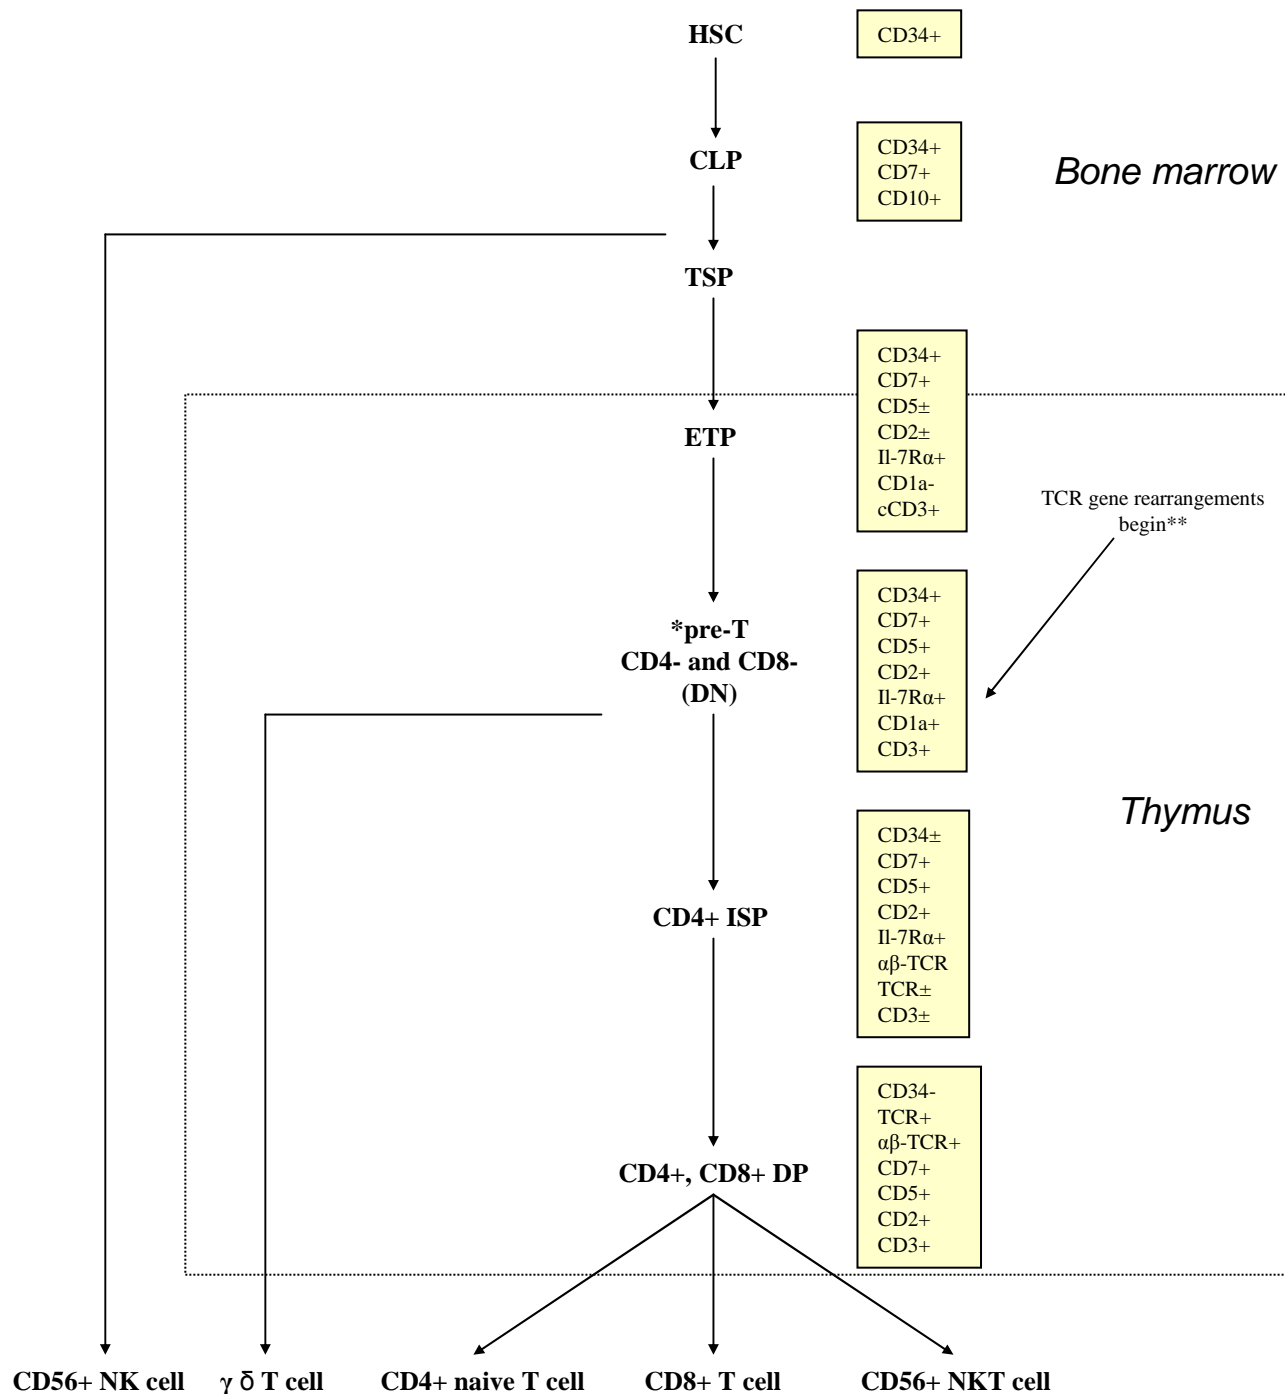 HSC
CD34+
CLP
CD34+
CD7+
CD10+
Bone marrow
TSP
CD34+
CD7+
CD5±
CD2±
Il-7Rα+
CD1a-
cCD3+
ETP
TCR gene rearrangements
begin**
*pre-T
CD4- and CD8-
(DN)
CD34+
CD7+
CD5+
CD2+
Il-7Rα+
CD1a+
CD3+
Thymus
CD4+ ISP
CD34±
CD7+
CD5+
CD2+
Il-7Rα+
αβ-TCR
TCR±
CD3±
CD4+, CD8+ DP
CD34-
TCR+
αβ-TCR+
CD7+
CD5+
CD2+
CD3+
CD56+ NK cell
γ δ T cell
CD4+ naive T cell
CD8+ T cell
CD56+ NKT cell